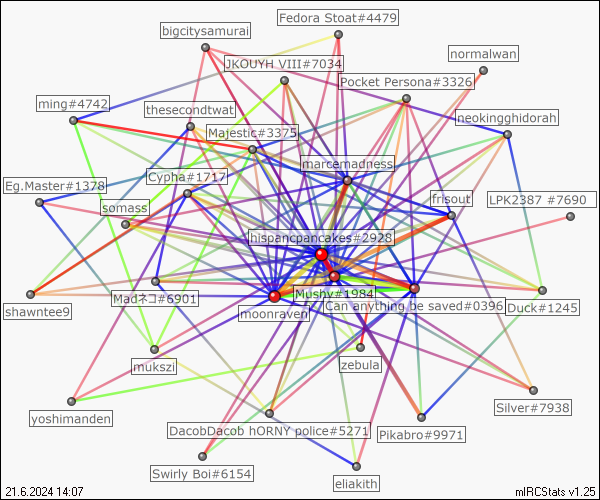 Fedora Stoat#4479
bigcitysamurai
normalwan
JKOUYH VIII#7034
Pocket Persona#3326
ming#4742
thesecondtwat
neokingghidorah
Majestic#3375
marcemadness
Cypha#1717
Eg.Master#1378
frisout
LPK2387 #7690
somass
hispancpancakes#2928
Mushy#1984
Madネコ#6901
Can anything be saved#0396
Duck#1245
shawntee9
moonraven
mukszi
zebula
yoshimanden
Silver#7938
DacobDacob hORNY police#5271
Pikabro#9971
Swirly Boi#6154
eliakith
21.6.2024 14:07
mIRCStats v1.25